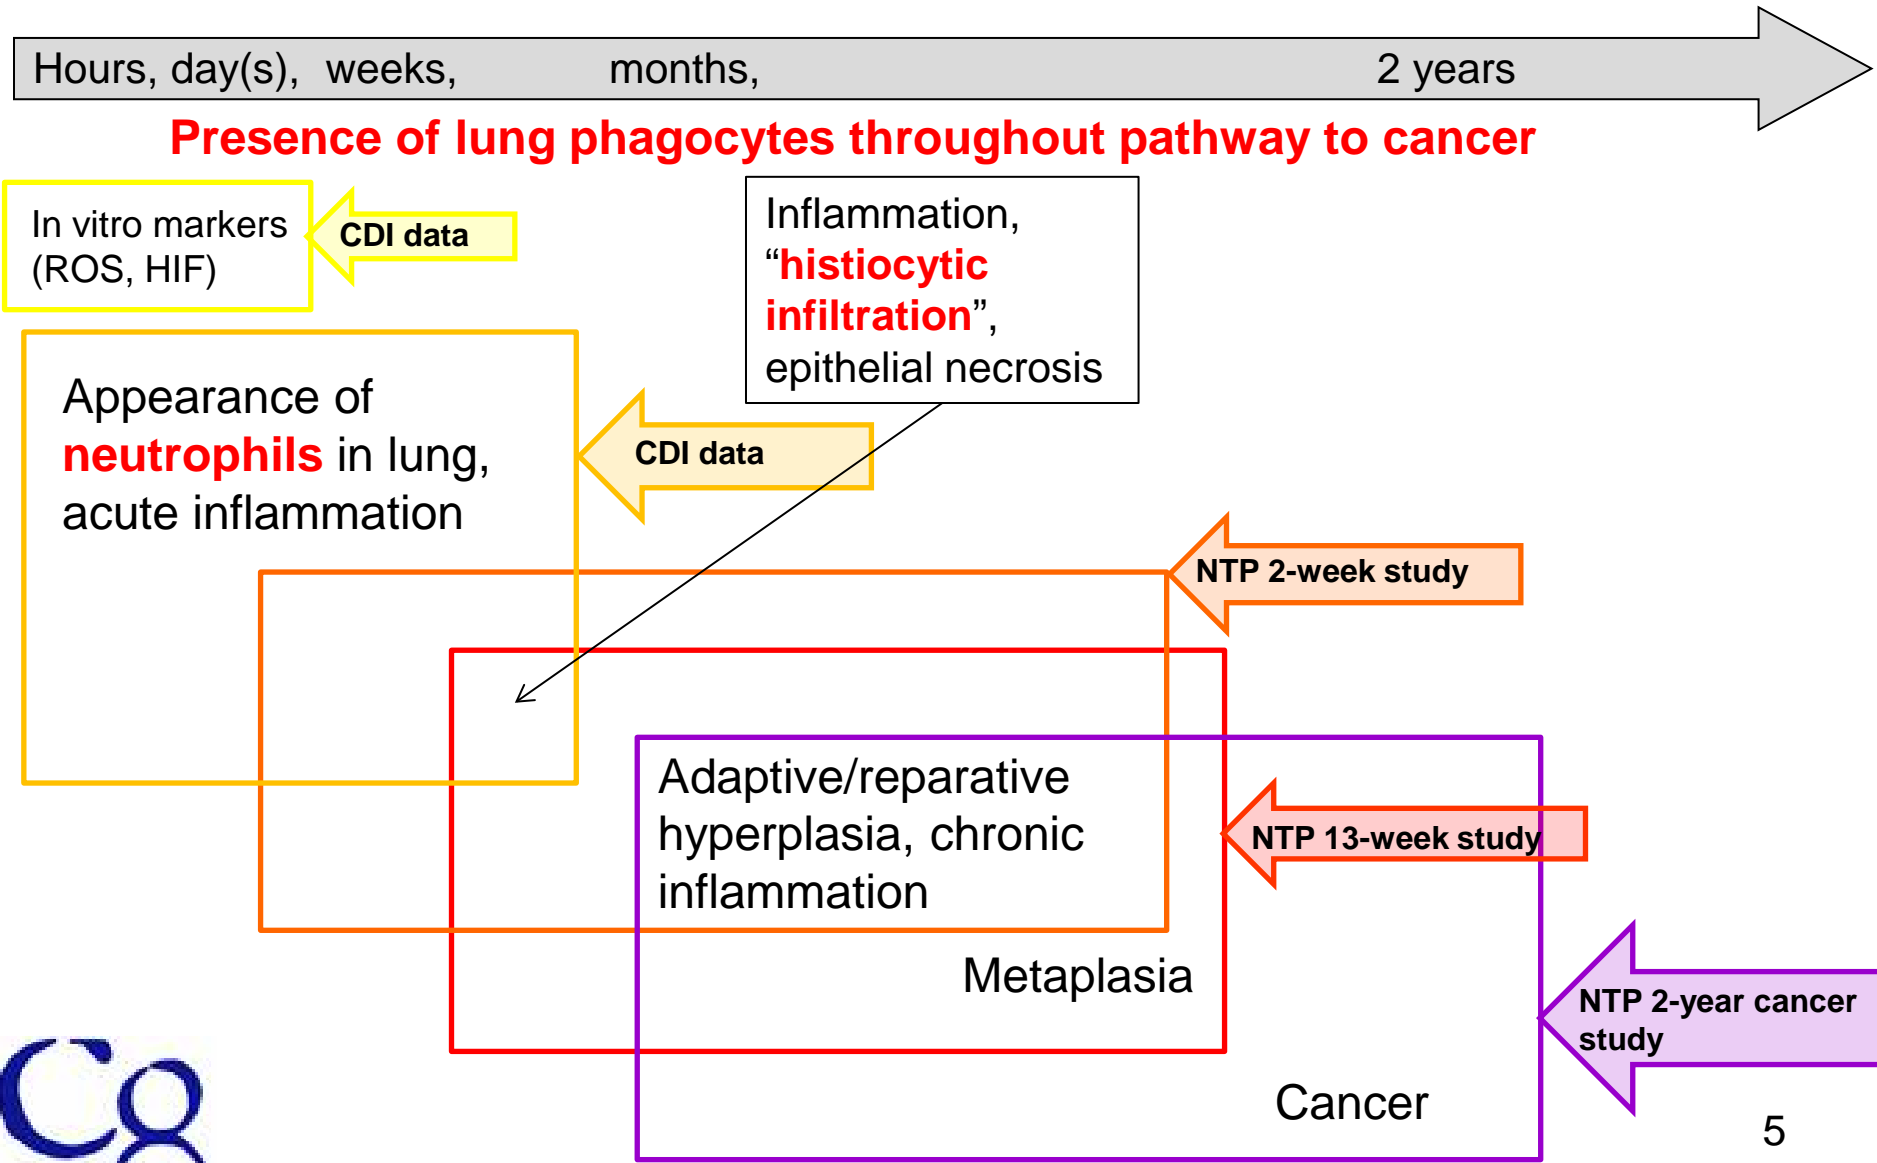 Hours, day(s), weeks, months, 2 years
Presence of lung phagocytes throughout pathway to cancer
In vitro markers
(ROS, HIF)
CDI data
Inflammation,
“histiocytic
infiltration”,
epithelial necrosis
Appearance of
neutrophils in lung,
acute inflammation
CDI data
NTP 2-week study
Adaptive/reparative
hyperplasia, chronic
inflammation
NTP 13-week study
Metaplasia
NTP 2-year cancer
study
Cancer
5